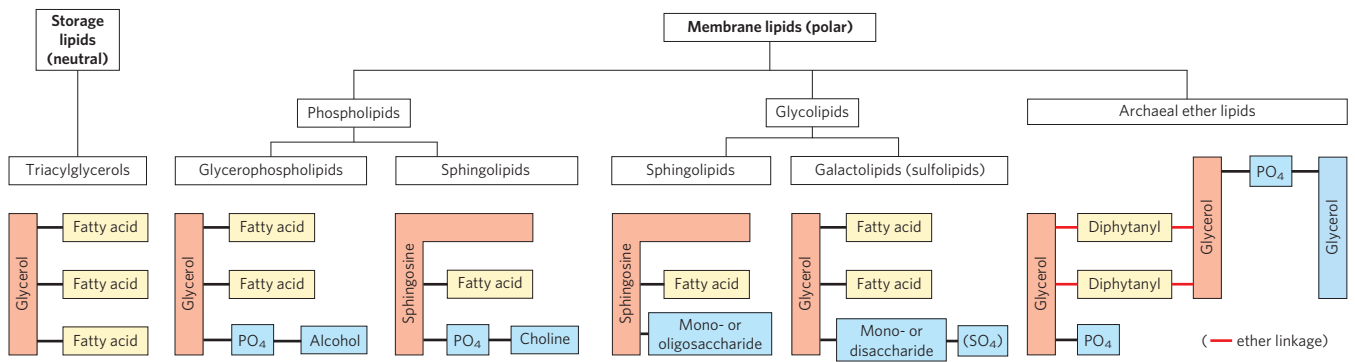 Storage
lipids
(neutral)
Membrane lipids (polar)
Phospholipids
Glycolipids
Archaeal ether lipids
Triacylglycerols
Glycerophospholipids
Sphingolipids
Sphingolipids
Galactolipids (sulfolipids)
Glycerol
Fatty acid
Fatty acid
Fatty acid
Glycerol
Fatty acid
Fatty acid
PO4
Alcohol
Sphingosine
Fatty acid
PO4
Choline
Sphingosine
Fatty acid
Mono- or
oligosaccharide
Glycerol
Fatty acid
Fatty acid
Mono- or
disaccharide
(SO4)
Glycerol
Diphytanyl
Diphytanyl
PO4
Glycerol
PO4
Glycerol
( ether linkage)